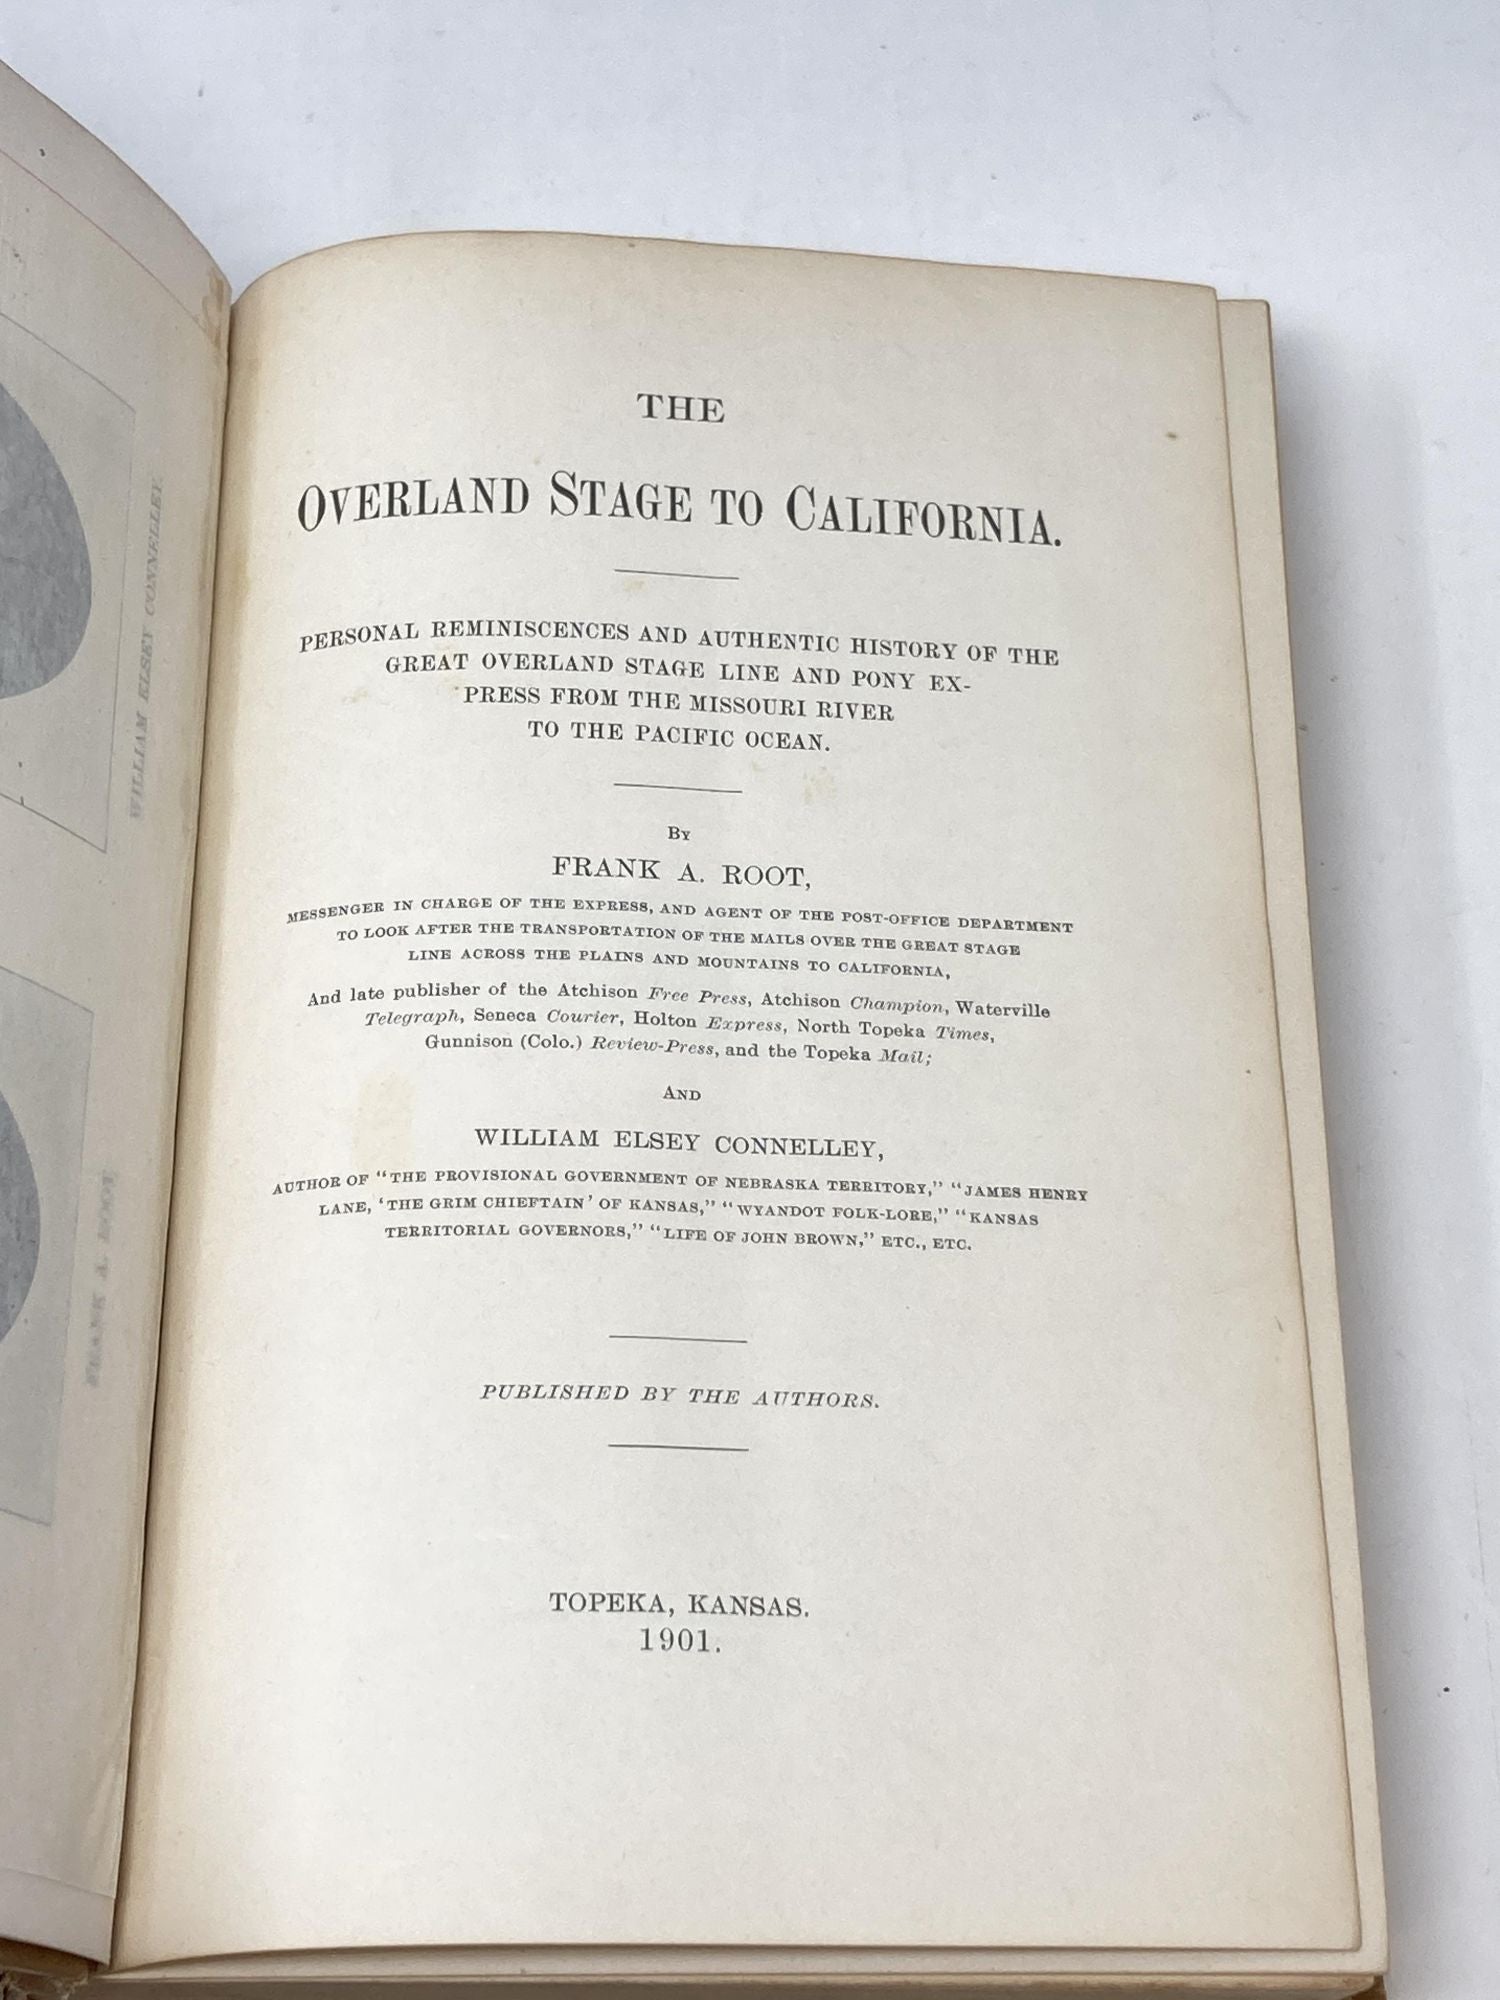 THE
OVERLAND STAGE TO CALIFORNIA.
PERSONAL REMINISCENCES AND AUTHENTIC HISTORY OF THE
GREAT OVERLAND STAGE LINE AND PONY EX-
PRESS FROM THE MISSOURI RIVER
TO THE PACIFIC OCEAN.
BY
FRANK A. ROOT,
MESSENGER IN CHARGE OF THE EXPRESS, AND AGENT OF THE POST-OFFICE DEPARTMENT
TO LOOK AFTER THE TRANSPORTATION OF THE MAILS OVER THE GREAT STAGE
LINE ACROSS THE PLAINS AND MOUNTAINS TO CALIFORNIA,
And late publisher of the Atchison Free Press, Atchison Champion, Waterville
Telegraph, Seneca Courier, Holton Express, North Topeka Times,
Gunnison (Colo.) Review-Press, and the Topeka Mail;
AND
WILLIAM ELSEY CONNELLEY,
AUTHOR OF "THE PROVISIONAL GOVERNMENT OF NEBRASKA TERRITORY," "JAMES HENRY
LANE, 'THE GRIM CHIEFTAIN' OF KANSAS," "WYANDOT FOLK-LORE," "KANSAS
TERRITORIAL GOVERNORS," "LIFE OF JOHN BROWN," ETC., ETC.
PUBLISHED BY THE AUTHORS.
TOPEKA, KANSAS.
1901.
WILLIAM ELSEY CONNELLEY
FRANK A. ROOT